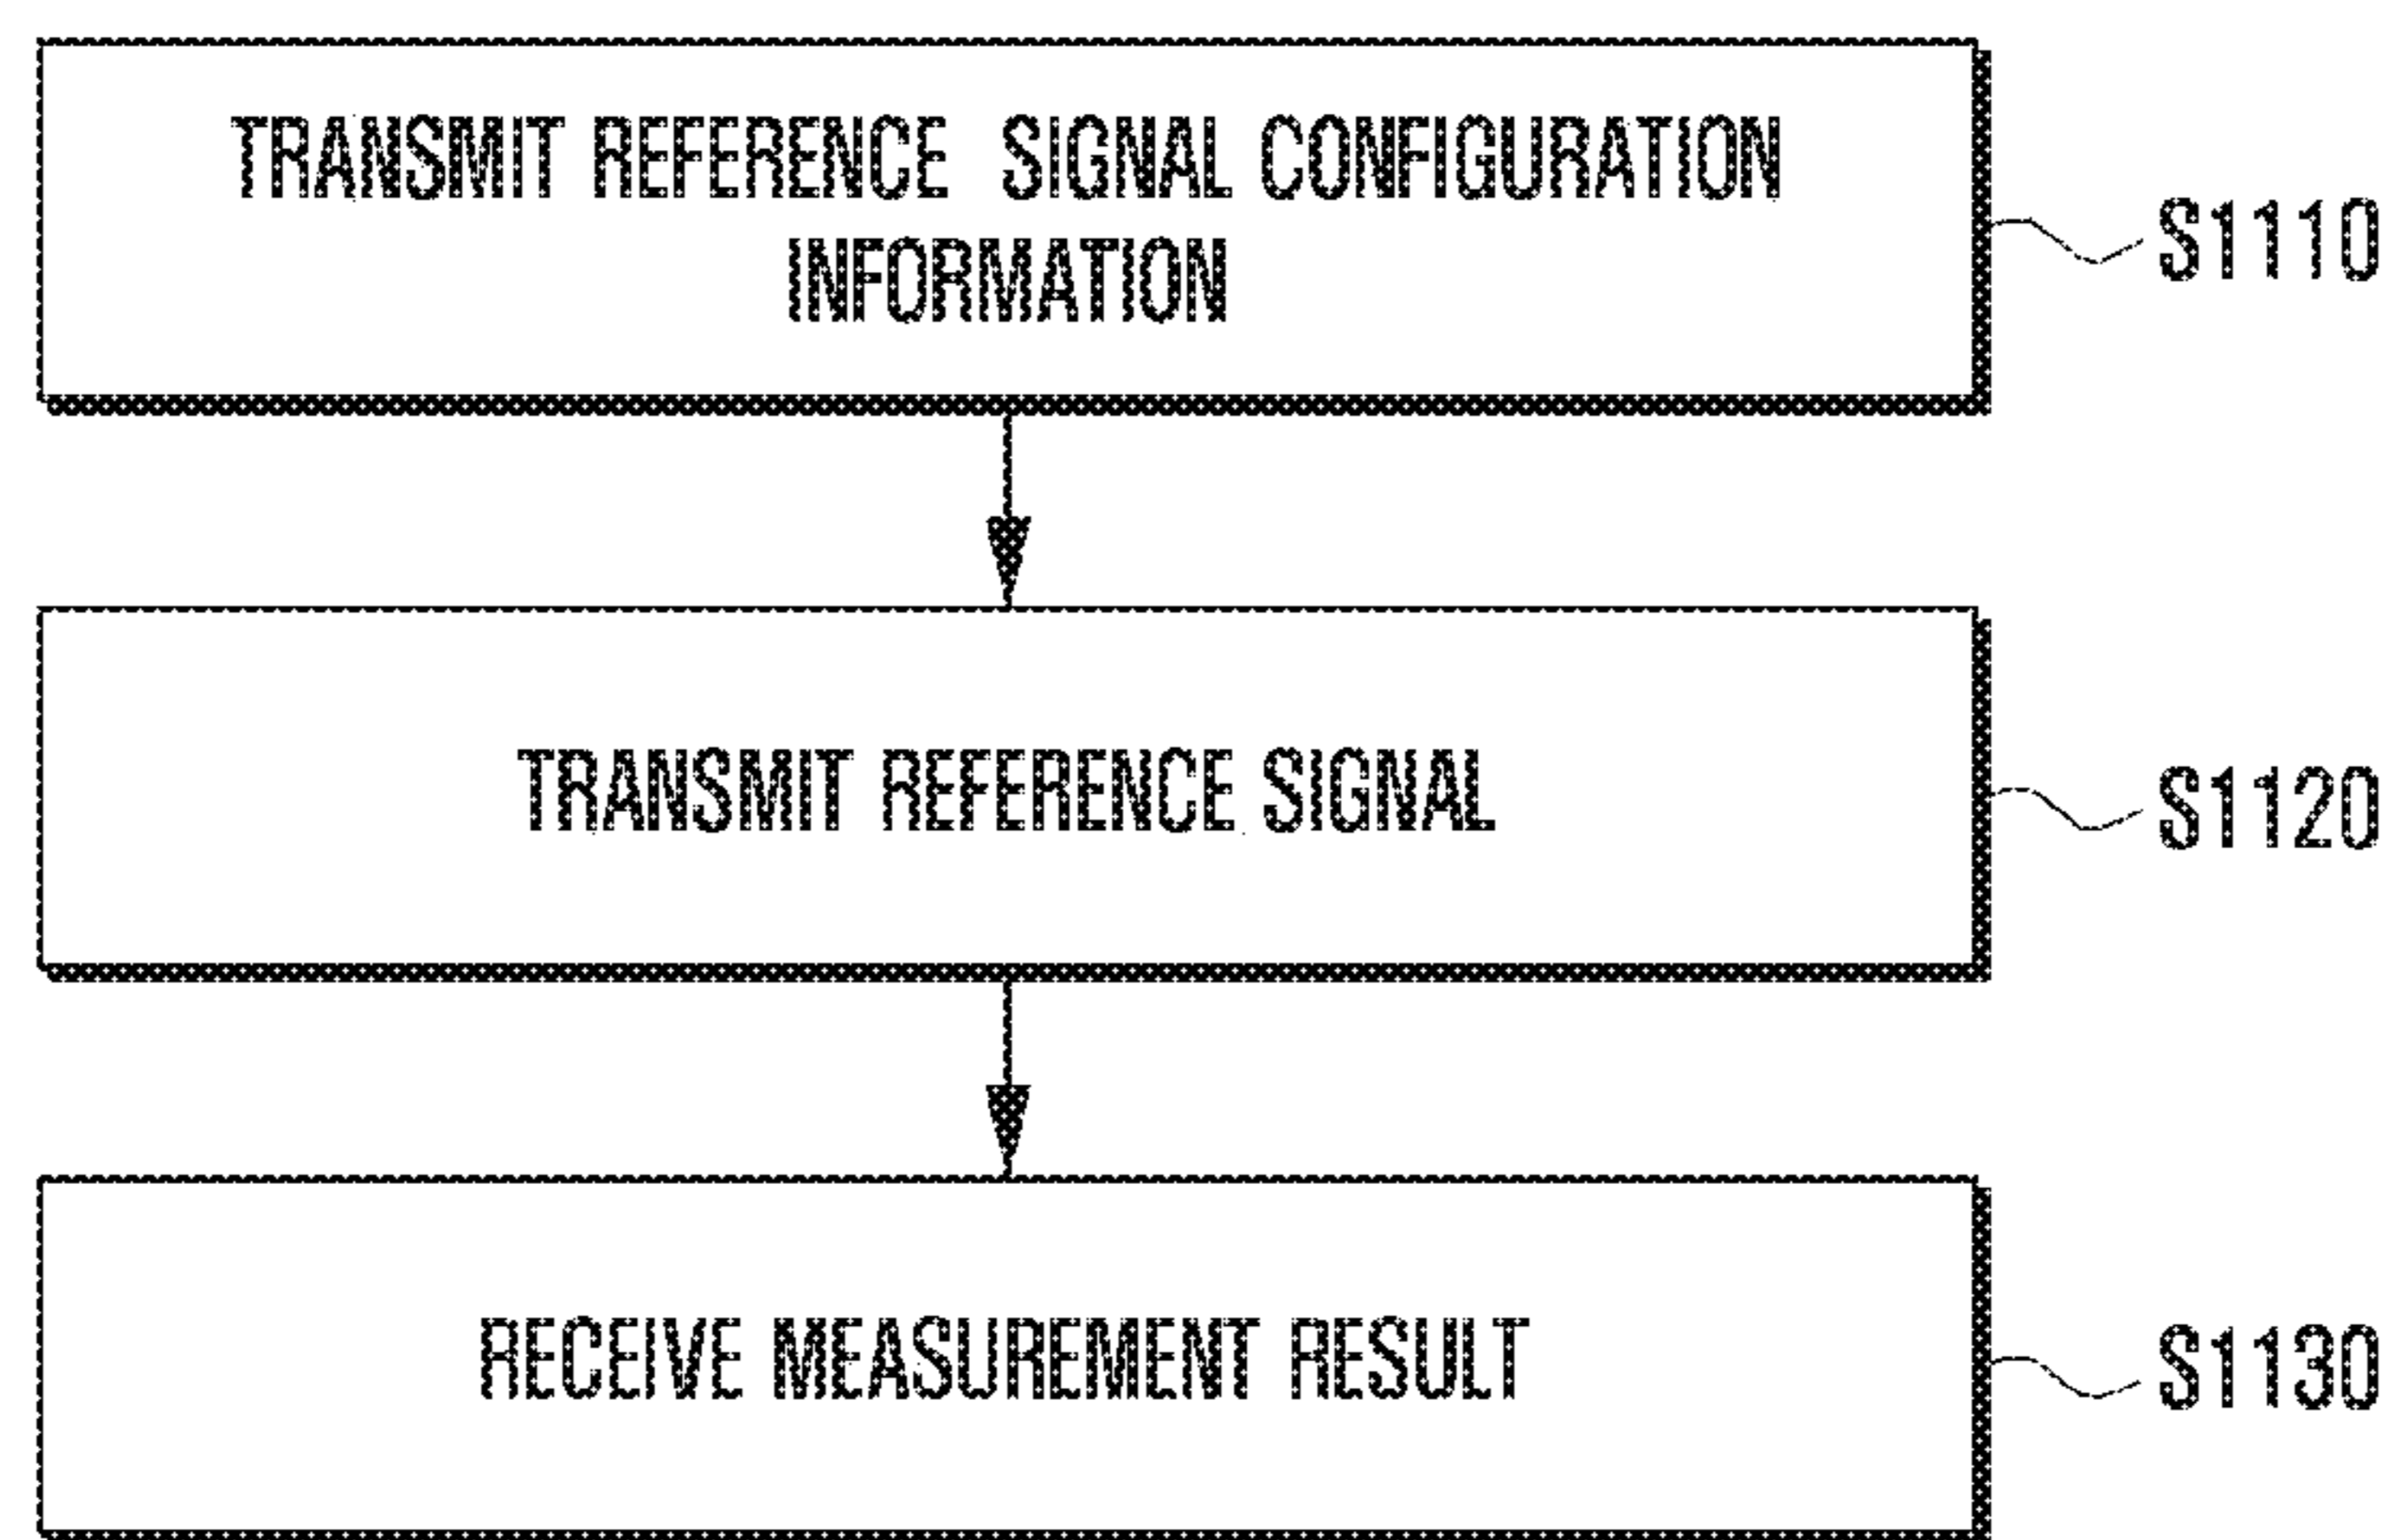 TRANSMIT REFERENCE SIGNAL CONFIGURATION
INFORMATION
S1110
TRANSMIT REFERENCE SIGNAL
S1120
RECEIVE MEASUREMENT RESULT
S1130